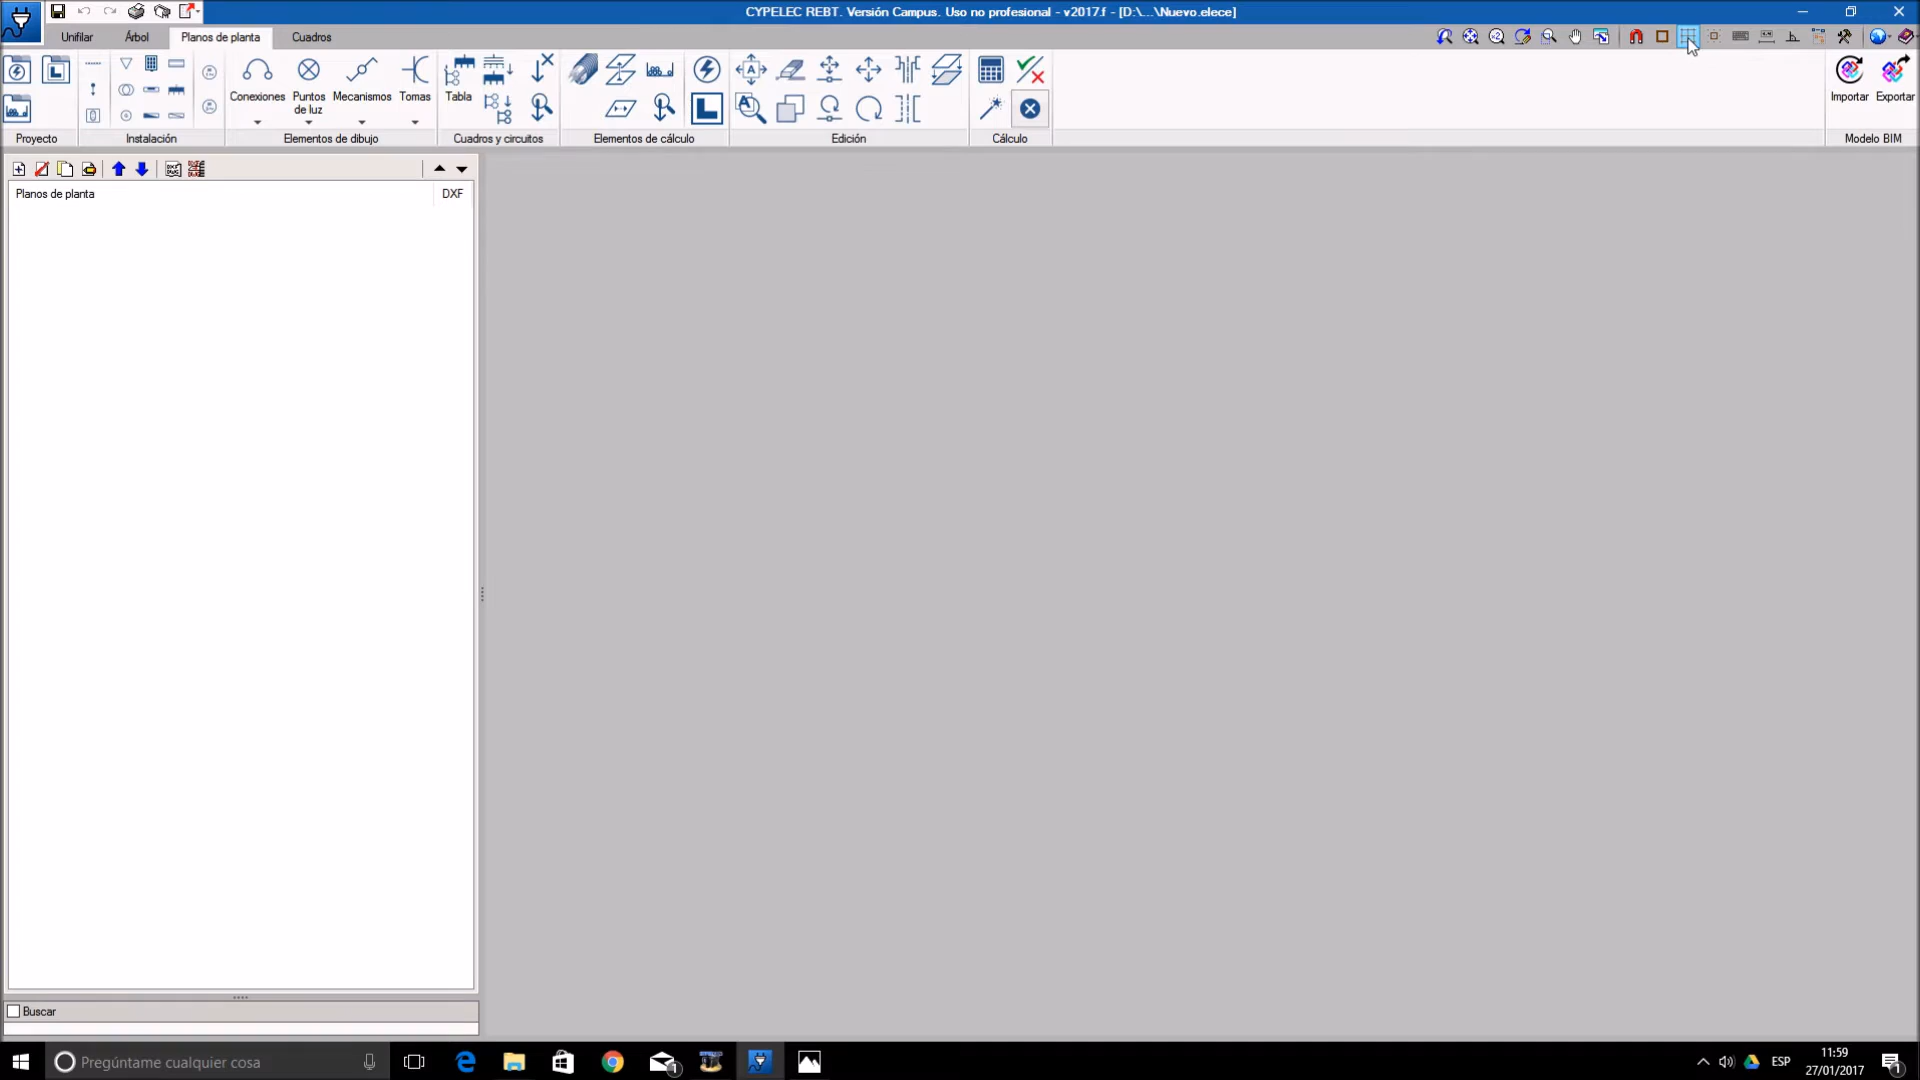 CYPELEC REBT. Versión Campus. Uso no profesional - v2017.f - [D:\...\Nuevo.elece]
Unifilar
Árbol
Planos de planta
Cuadros
Conexiones
Puntos de luz
Mecanismos
Tomas
Tabla
Importar
Exportar
Proyecto
Instalación
Elementos de dibujo
Cuadros y circuitos
Elementos de cálculo
Edición
Cálculo
Modelo BIM
Planos de planta
DXF
Buscar
Pregúntame cualquier cosa
ESP
11:59
27/01/2017